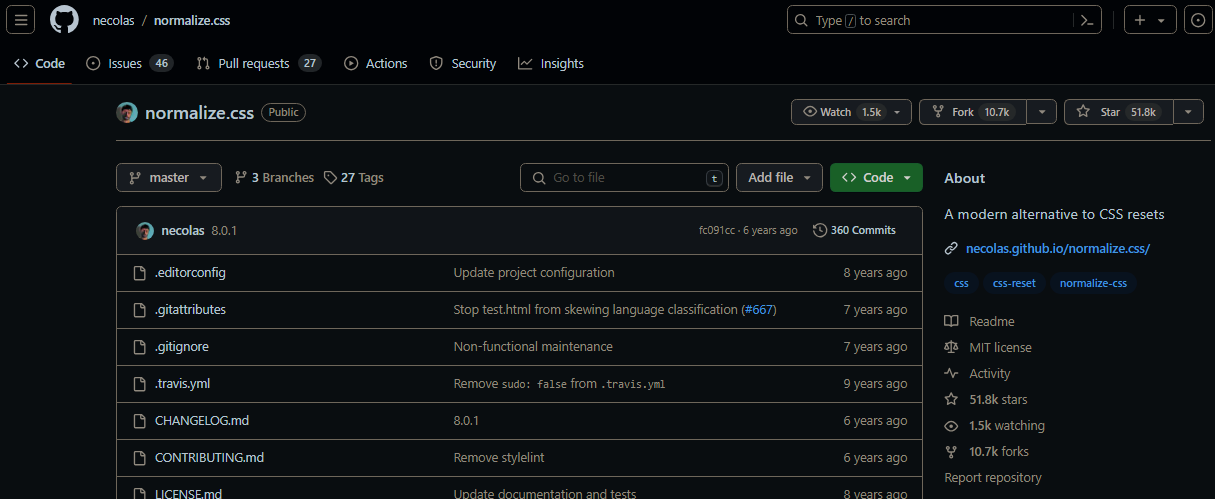 necolas / normalize.css Type / to search
Code Issues 46 Pull requests 27 Actions Security Insights
normalize.css Public Watch 1.5k Fork 10.7k Star 51.8k
master 3 Branches 27 Tags Go to file t Add file Code
necolas 8.0.1 fc091cc · 6 years ago 360 Commits
.editorconfig Update project configuration 8 years ago
.gitattributes Stop test.html from skewing language classification (#667) 7 years ago
.gitignore Non-functional maintenance 7 years ago
.travis.yml Remove sudo: false from .travis.yml 9 years ago
CHANGELOG.md 8.0.1 6 years ago
CONTRIBUTING.md Remove stylelint 6 years ago
LICENSE.md Update documentation and tests 8 years ago
About
A modern alternative to CSS resets
necolas.github.io/normalize.css/
css css-reset normalize-css
Readme
MIT license
Activity
51.8k stars
1.5k watching
10.7k forks
Report repository